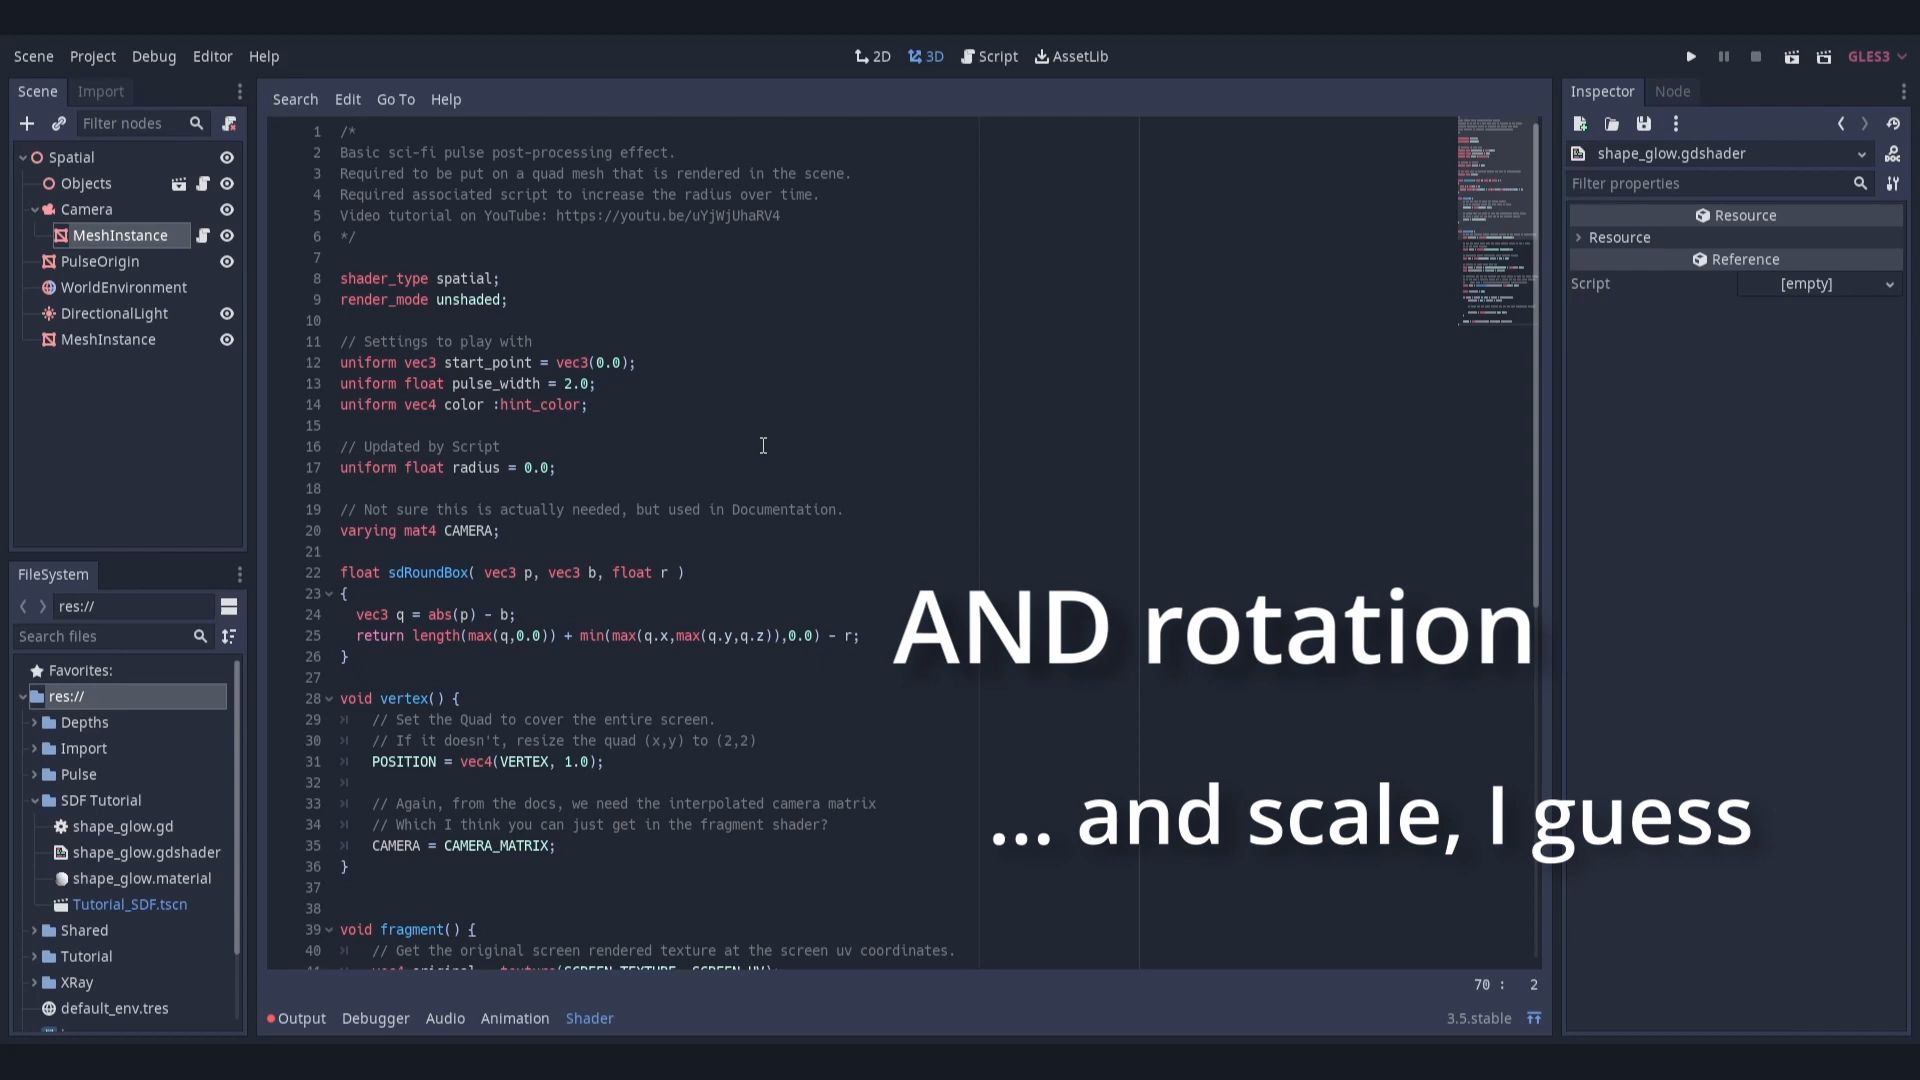 Scene Project Debug Editor Help
2D 3D Script AssetLib
GLES3
Scene Import
Filter nodes
Spatial
Objects
Camera
MeshInstance
PulseOrigin
WorldEnvironment
DirectionalLight
MeshInstance
FileSystem
res://
Search files
Favorites:
res://
Depths
Import
Pulse
SDF Tutorial
shape_glow.gd
shape_glow.gdshader
shape_glow.material
Tutorial_SDF.tscn
Shared
Tutorial
XRay
default_env.tres
Search Edit Go To Help
1 /*
2 Basic sci-fi pulse post-processing effect.
3 Required to be put on a quad mesh that is rendered in the scene.
4 Required associated script to increase the radius over time.
5 Video tutorial on YouTube: https://youtu.be/uYjWjUhaRV4
6 */
7
8 shader_type spatial;
9 render_mode unshaded;
10
11 // Settings to play with
12 uniform vec3 start_point = vec3(0.0);
13 uniform float pulse_width = 2.0;
14 uniform vec4 color :hint_color;
15
16 // Updated by Script
17 uniform float radius = 0.0;
18
19 // Not sure this is actually needed, but used in Documentation.
20 varying mat4 CAMERA;
21
22 float sdRoundBox( vec3 p, vec3 b, float r )
23 {
24 vec3 q = abs(p) - b;
25 return length(max(q,0.0)) + min(max(q.x,max(q.y,q.z)),0.0) - r;
26 }
27
28 void vertex() {
29 // Set the Quad to cover the entire screen.
30 // If it doesn't, resize the quad (x,y) to (2,2)
31 POSITION = vec4(VERTEX, 1.0);
32
33 // Again, from the docs, we need the interpolated camera matrix
34 // Which I think you can just get in the fragment shader?
35 CAMERA = CAMERA_MATRIX;
36 }
37
38
39 void fragment() {
40 // Get the original screen rendered texture at the screen uv coordinates.
41 vec4 original = texture(SCREEN_TEXTURE, SCREEN_UV);
AND rotation
... and scale, I guess
70 : 2
Output Debugger Audio Animation Shader
3.5.stable
Inspector Node
shape_glow.gdshader
Filter properties
Resource
Resource
Reference
Script [empty]